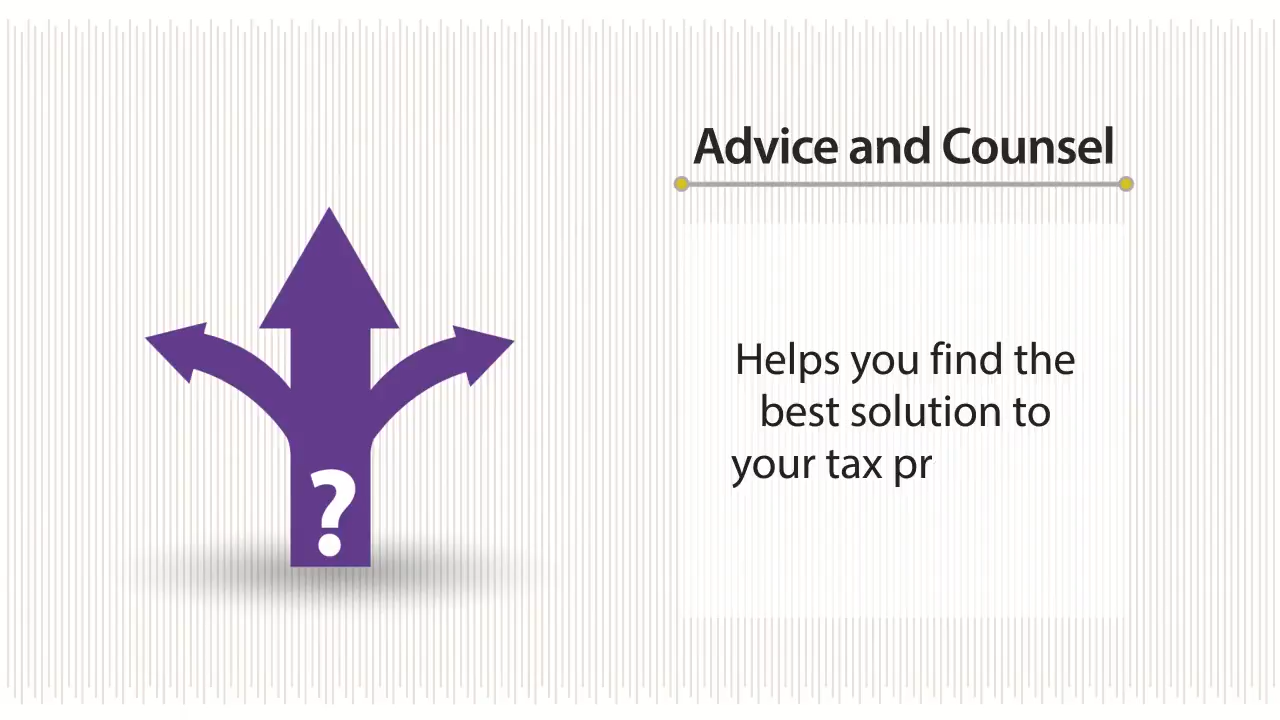 Advice and Counsel
Helps you find the
best solution to
your tax pr
?